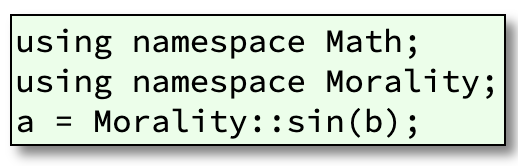 using namespace Math;
using namespace Morality;
a = Morality::sin(b);